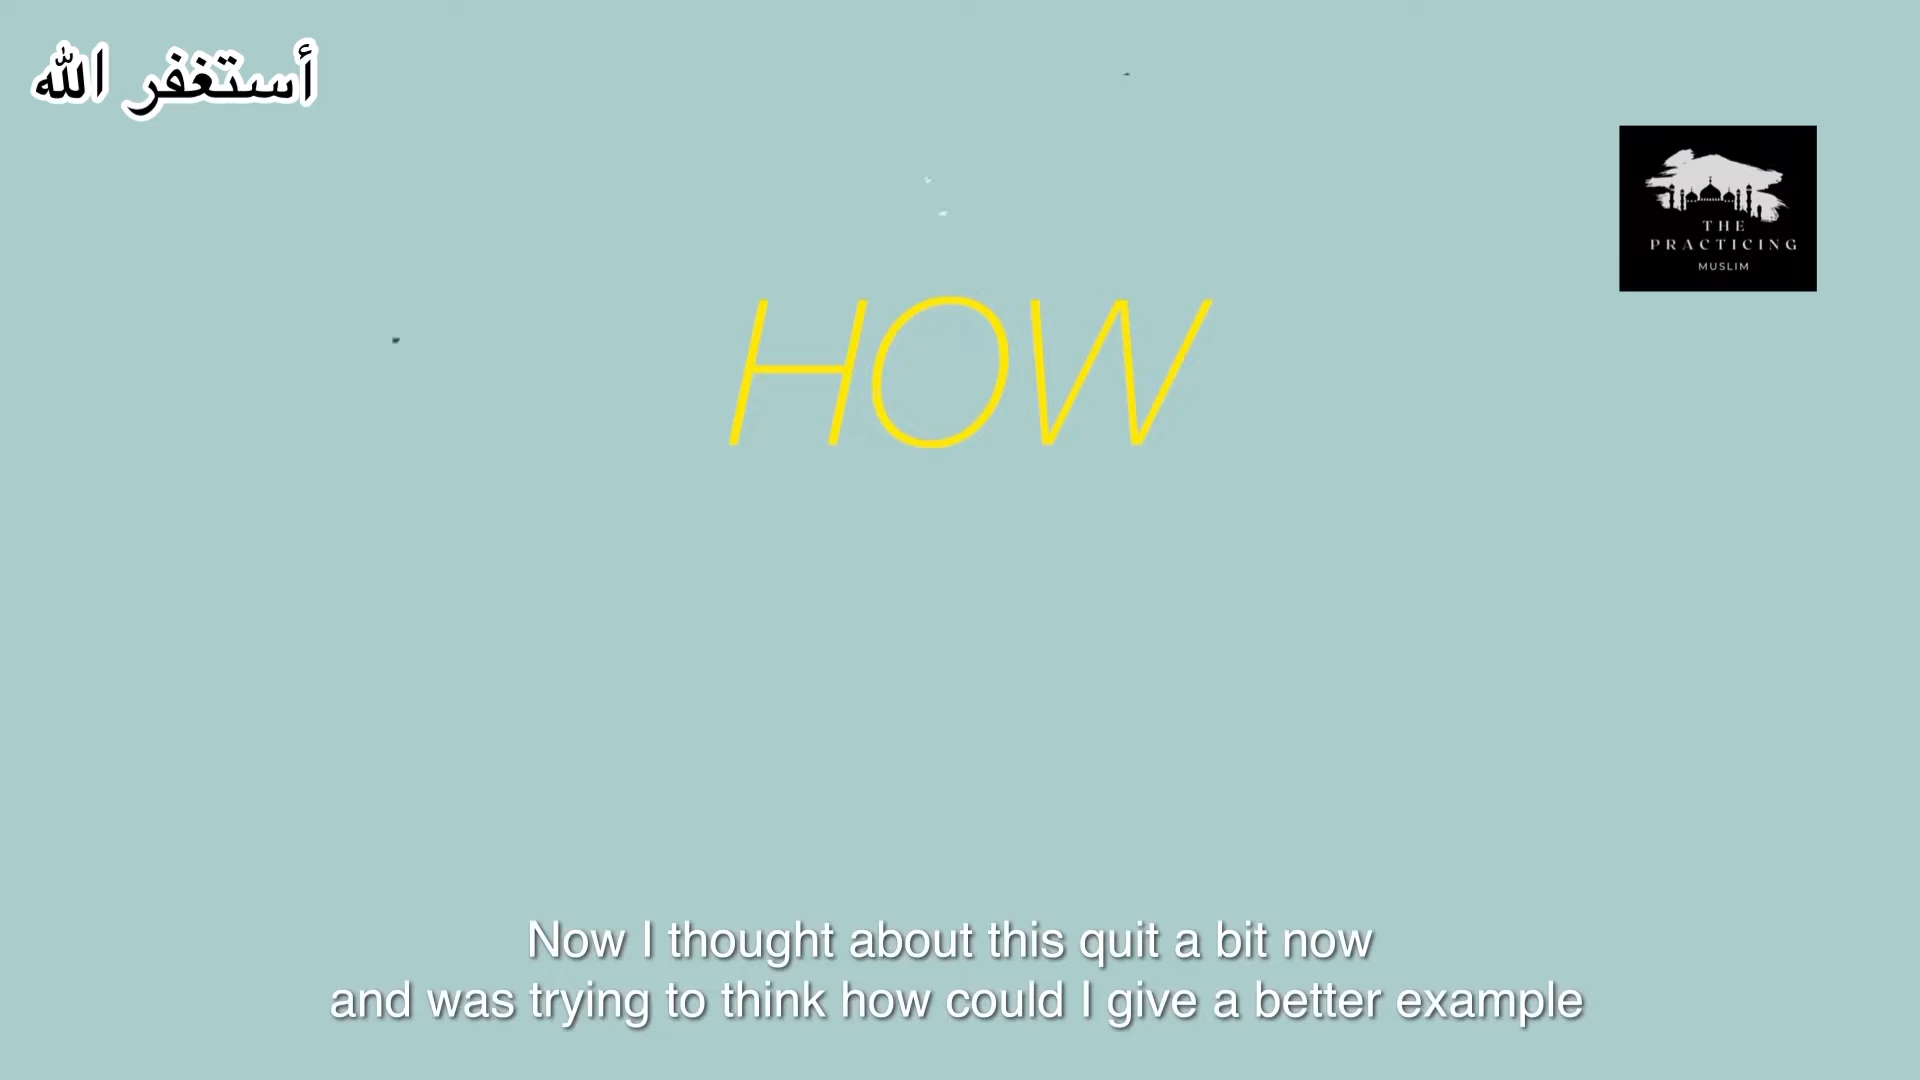 أستغفر الله
THE
PRACTICING
MUSLIM
HOW
Now I thought about this quit a bit now
and was trying to think how could I give a better example